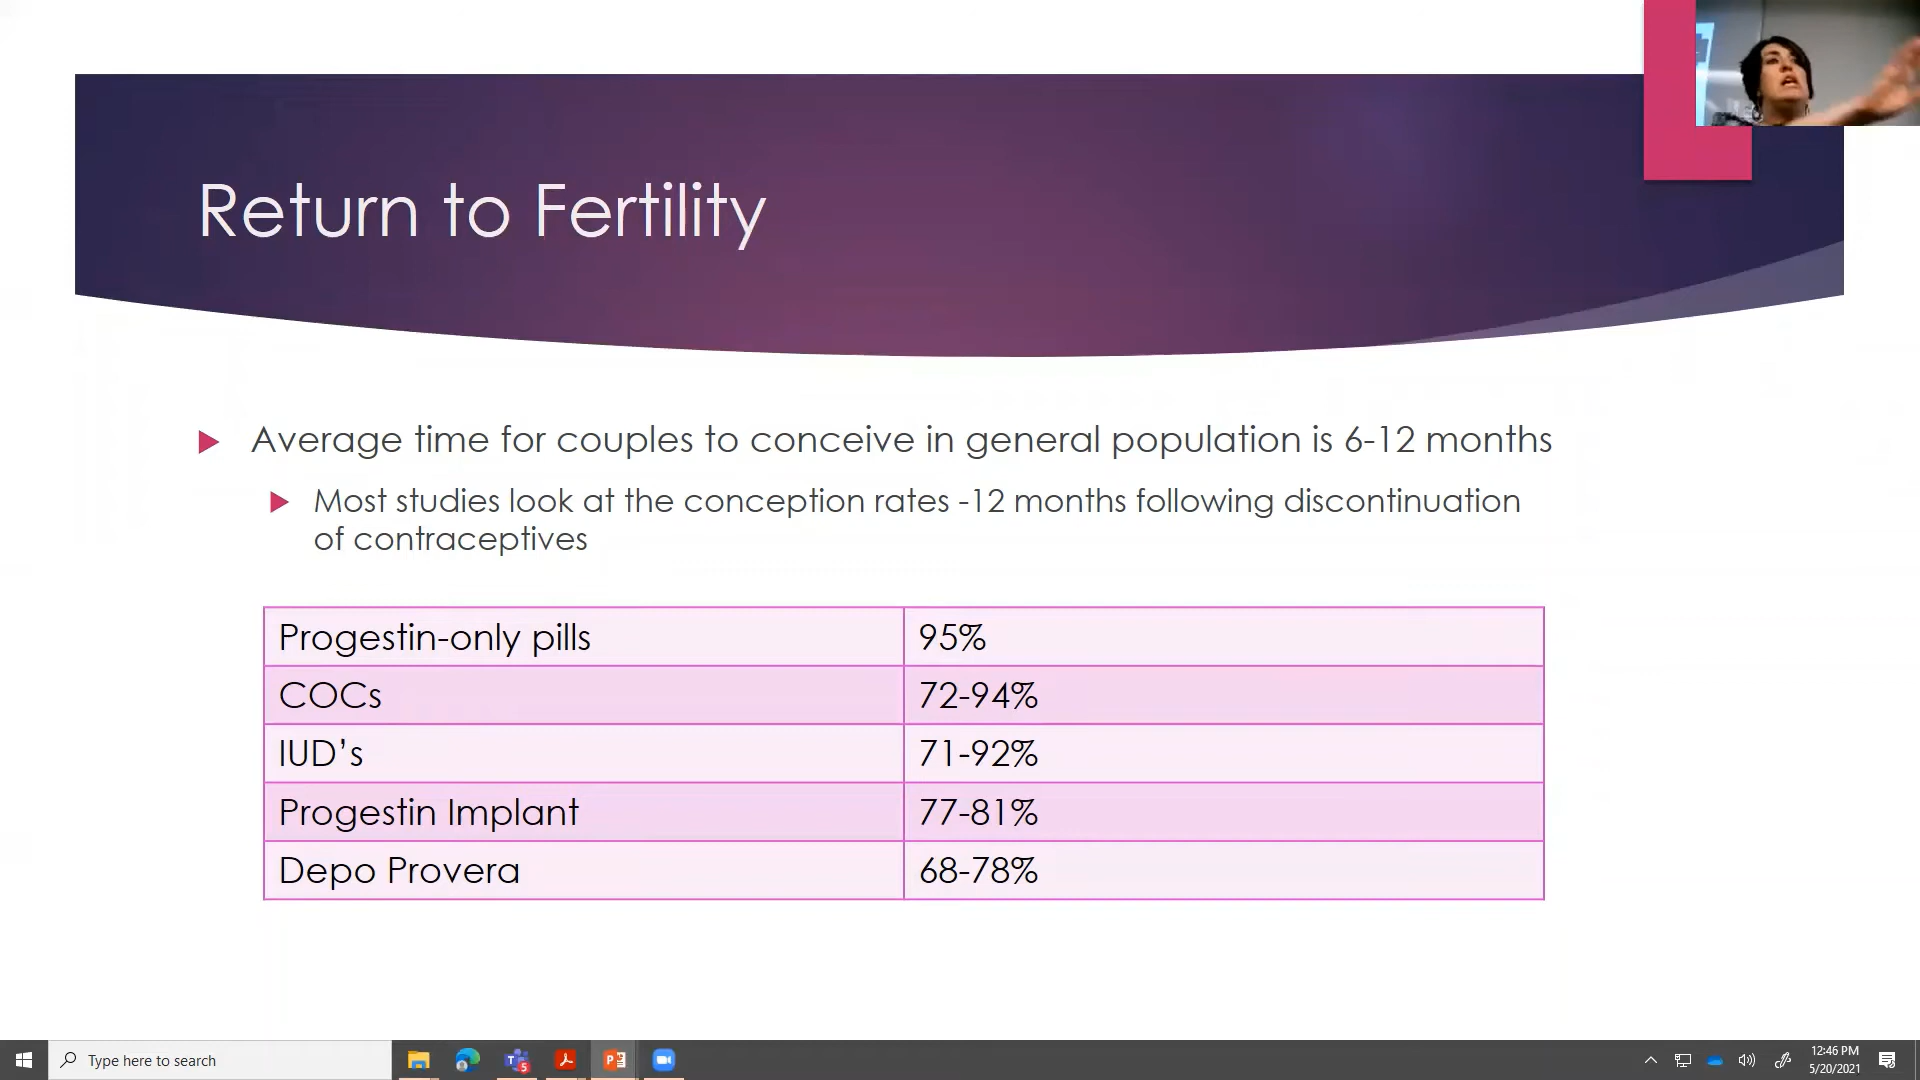 Return to Fertility
Average time for couples to conceive in general population is 6-12 months
Most studies look at the conception rates -12 months following discontinuation
of contraceptives
Progestin-only pills 95%
COCs 72-94%
IUD’s 71-92%
Progestin Implant 77-81%
Depo Provera 68-78%
Type here to search
5
12:46 PM
5/20/2021